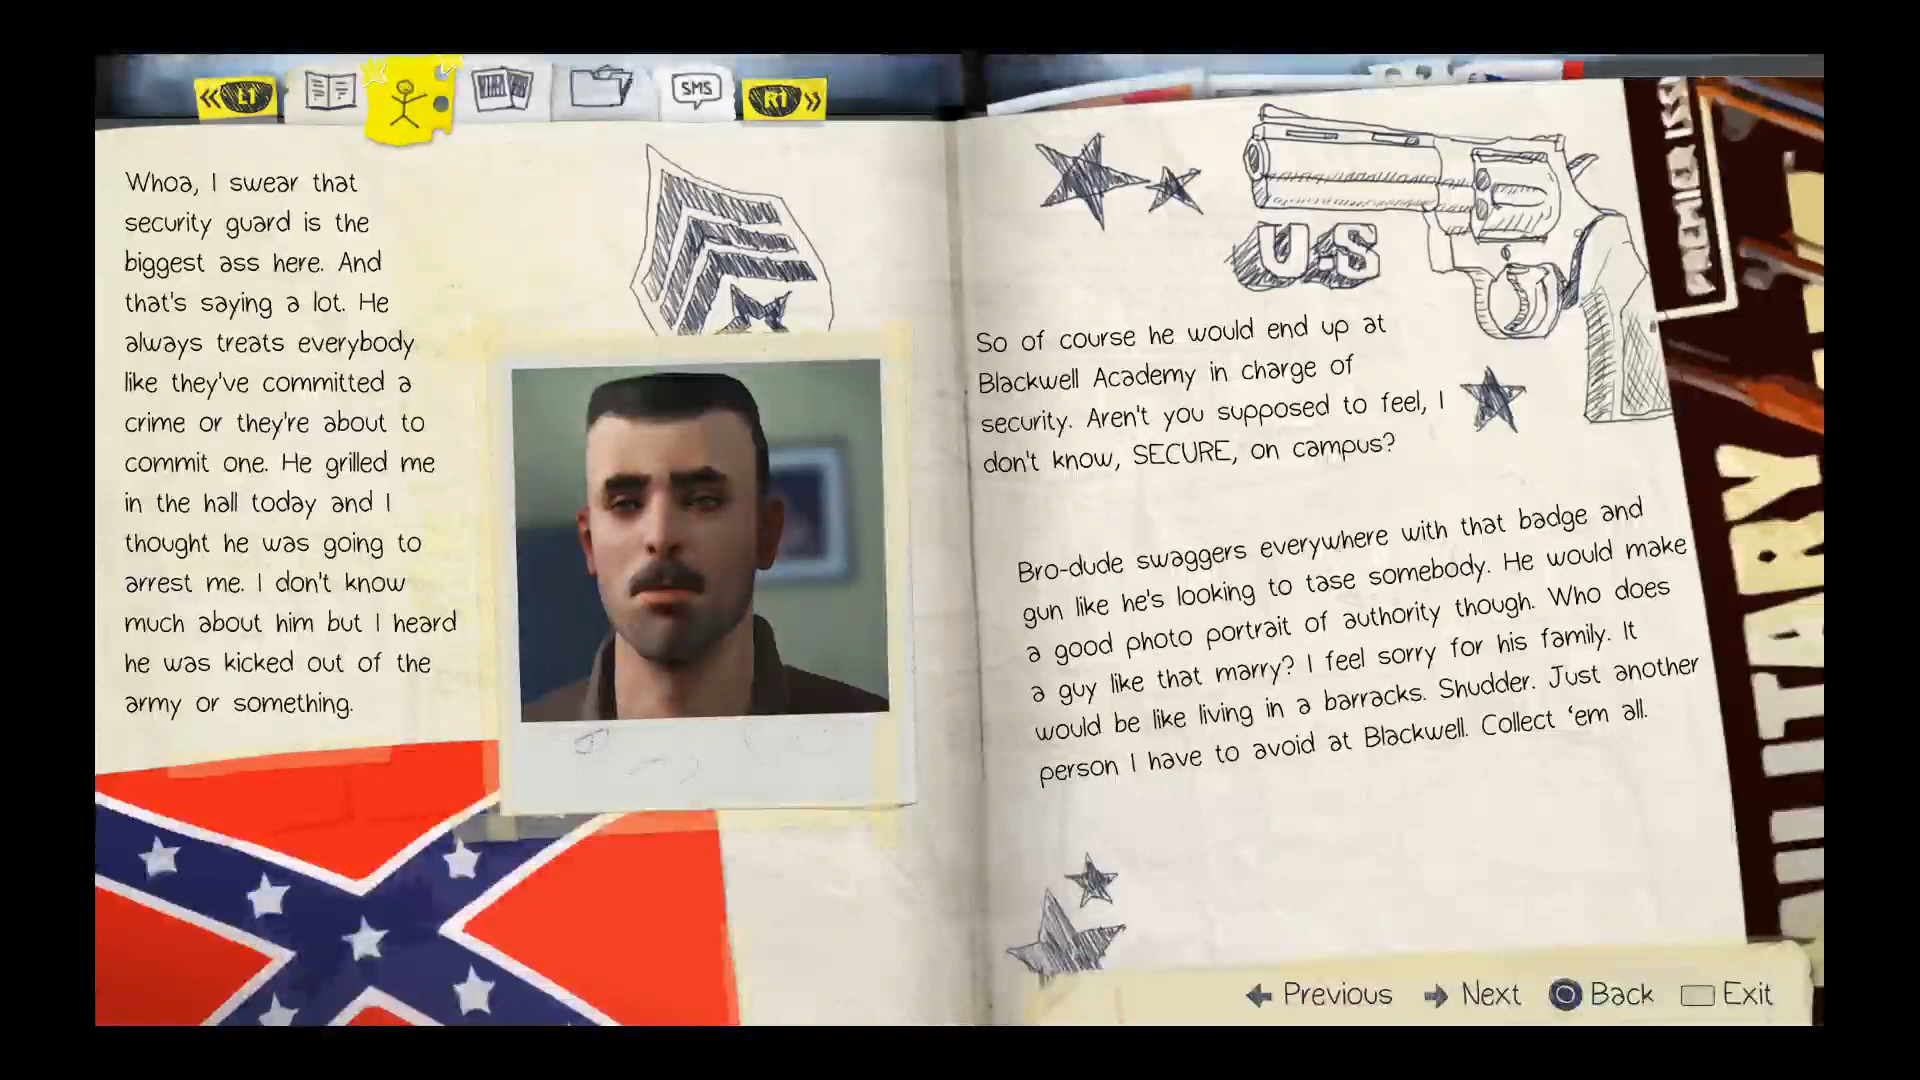 L1
SMS
R1
Whoa, I swear that
security guard is the
biggest ass here. And
that's saying a lot. He
always treats everybody
like they've committed a
crime or they're about to
commit one. He grilled me
in the hall today and I
thought he was going to
arrest me. I don't know
much about him but I heard
he was kicked out of the
army or something.
U.S
So of course he would end up at
Blackwell Academy in charge of
security. Aren't you supposed to feel, I
don't know, SECURE, on campus?
Bro-dude swaggers everywhere with that badge and
gun like he's looking to tase somebody. He would make
a good photo portrait of authority though. Who does
a guy like that marry? I feel sorry for his family. It
would be like living in a barracks. Shudder. Just another
person I have to avoid at Blackwell. Collect ‘em all.
Previous
Next
Back
Exit